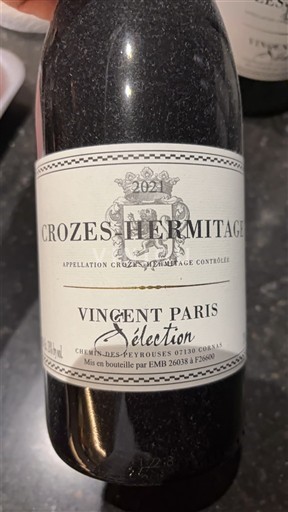 2021
CROZES-HERMITAGE
APPELLATION CROZES-HERMITAGE CONTRÔLÉE
VINCENT PARIS
Sélection
CHEMIN DES PEYROUSES 07130 CORNAS
Mis en bouteille par EMB 26038 à F26600